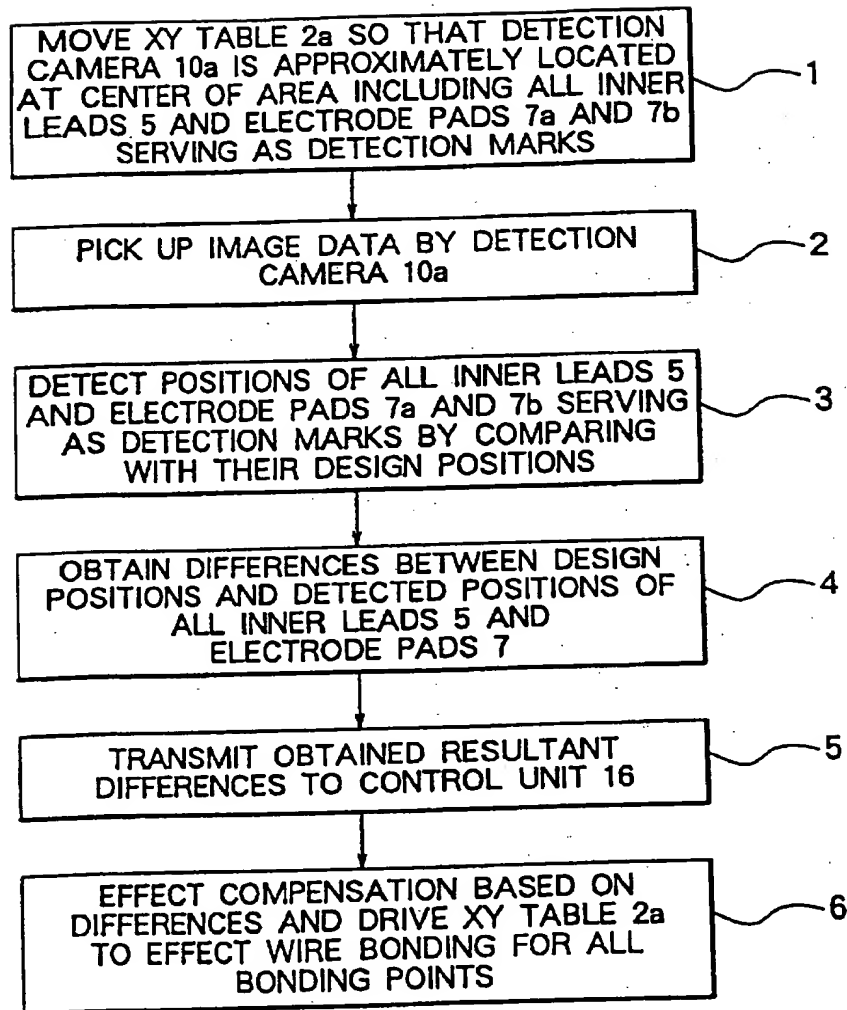 MOVE XY TABLE 2a SO THAT DETECTION
CAMERA 10a IS APPROXIMATELY LOCATED
AT CENTER OF AREA INCLUDING ALL INNER
LEADS 5 AND ELECTRODE PADS 7a AND 7b
SERVING AS DETECTION MARKS
1
PICK UP IMAGE DATA BY DETECTION
CAMERA 10a
2
DETECT POSITIONS OF ALL INNER LEADS 5
AND ELECTRODE PADS 7a AND 7b SERVING
AS DETECTION MARKS BY COMPARING
WITH THEIR DESIGN POSITIONS
3
OBTAIN DIFFERENCES BETWEEN DESIGN
POSITIONS AND DETECTED POSITIONS OF
ALL INNER LEADS 5 AND
ELECTRODE PADS 7
4
TRANSMIT OBTAINED RESULTANT
DIFFERENCES TO CONTROL UNIT 16
5
EFFECT COMPENSATION BASED ON
DIFFERENCES AND DRIVE XY TABLE 2a
TO EFFECT WIRE BONDING FOR ALL
BONDING POINTS
6